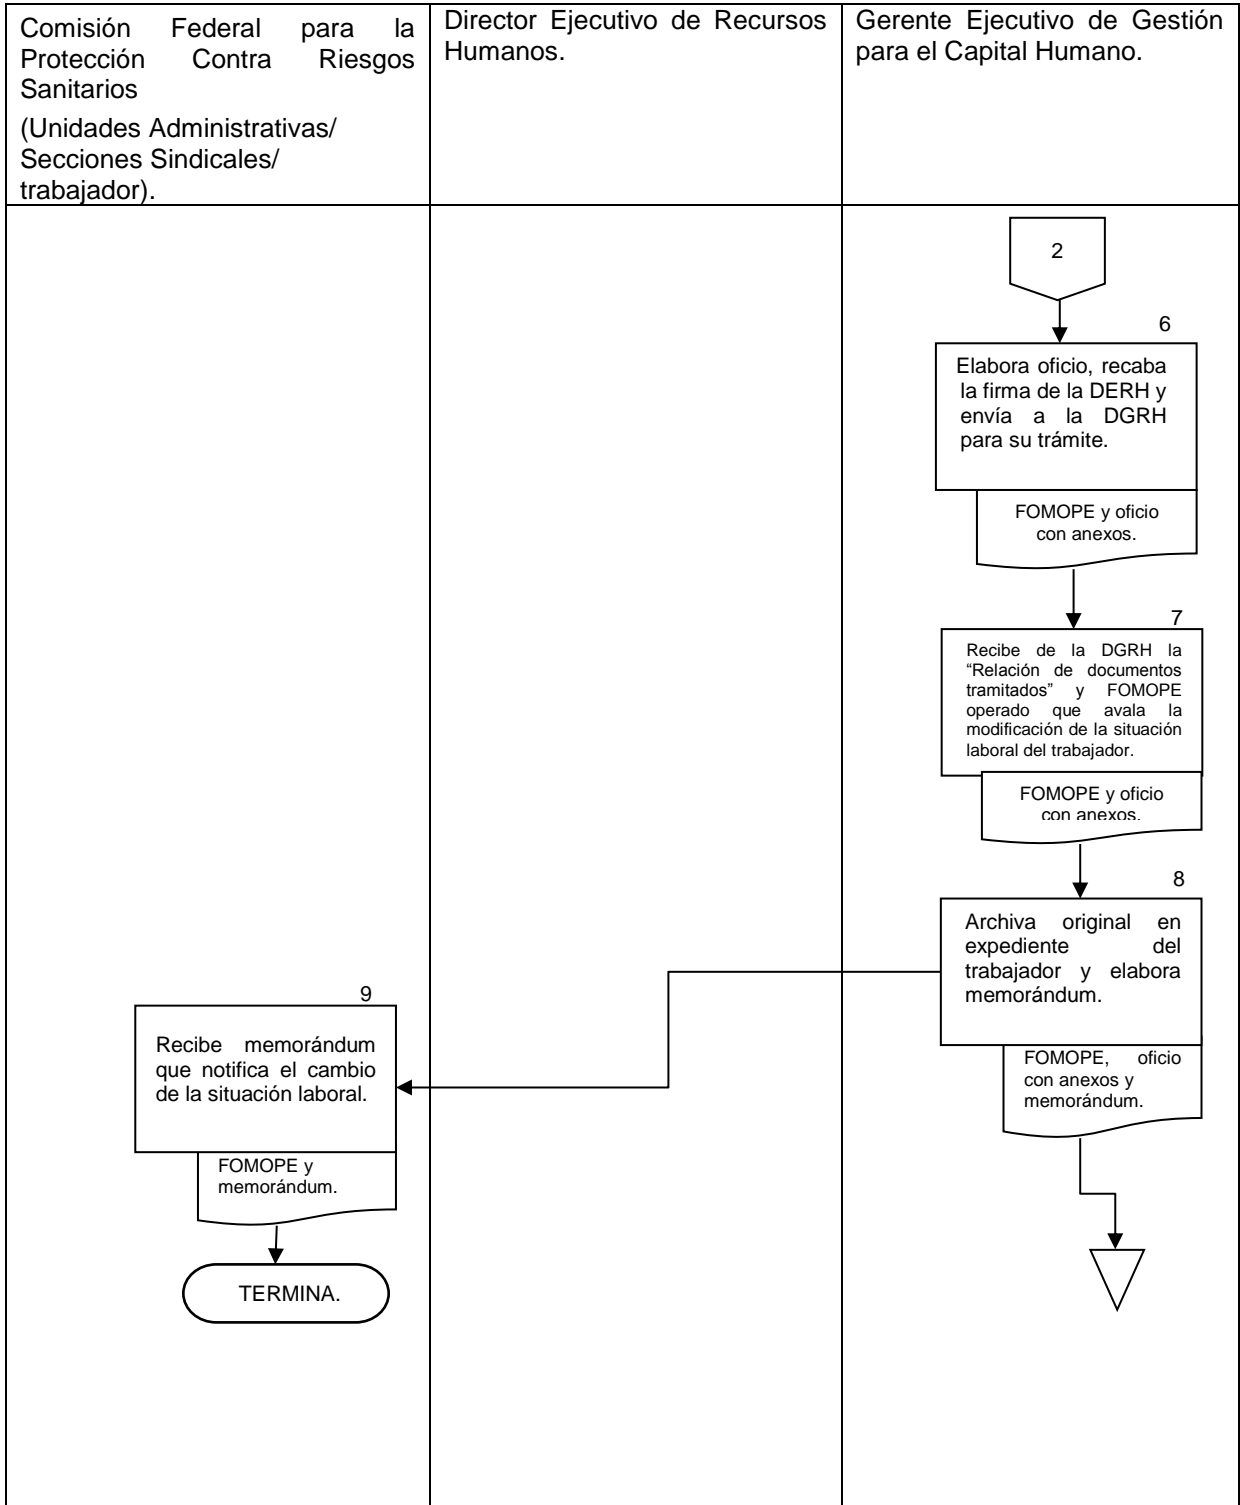 Comisión Federal para la
Protección Contra Riesgos
Sanitarios
(Unidades Administrativas/
Secciones Sindicales/
trabajador).
Director Ejecutivo de Recursos
Humanos.
Gerente Ejecutivo de Gestión
para el Capital Humano.
2
6
Elabora oficio, recaba
la firma de la DERH y
envía a la DGRH
para su trámite.
FOMOPE y oficio
con anexos.
7
Recibe de la DGRH la
“Relación de documentos
tramitados” y FOMOPE
operado que avala la
modificación de la situación
laboral del trabajador.
FOMOPE y oficio
con anexos.
8
Archiva original en
expediente del
trabajador y elabora
memorándum.
FOMOPE, oficio
con anexos y
memorándum.
9
Recibe memorándum
que notifica el cambio
de la situación laboral.
FOMOPE y
memorándum.
TERMINA.